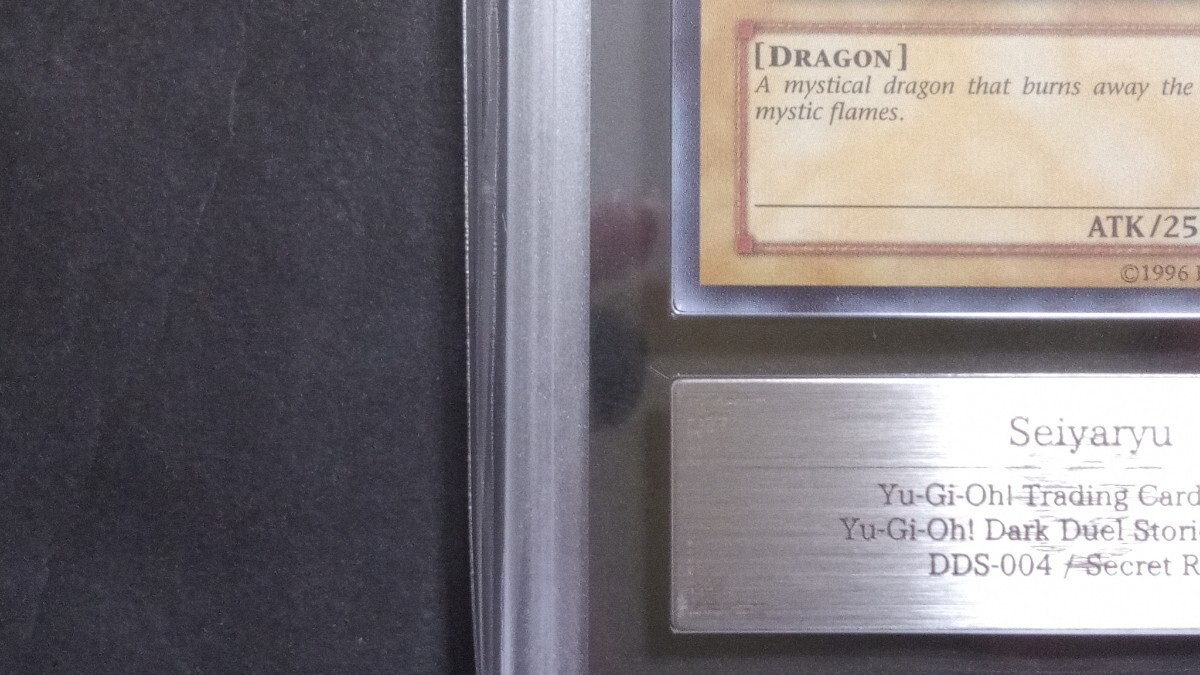 [DRAGON]
A mystical dragon that burns away the
mystic flames.
ATK/25
©1996
Seiyaryu
Yu-Gi-Oh! Trading Card
Yu-Gi-Oh! Dark Duel Stori
DDS-004 / Secret R